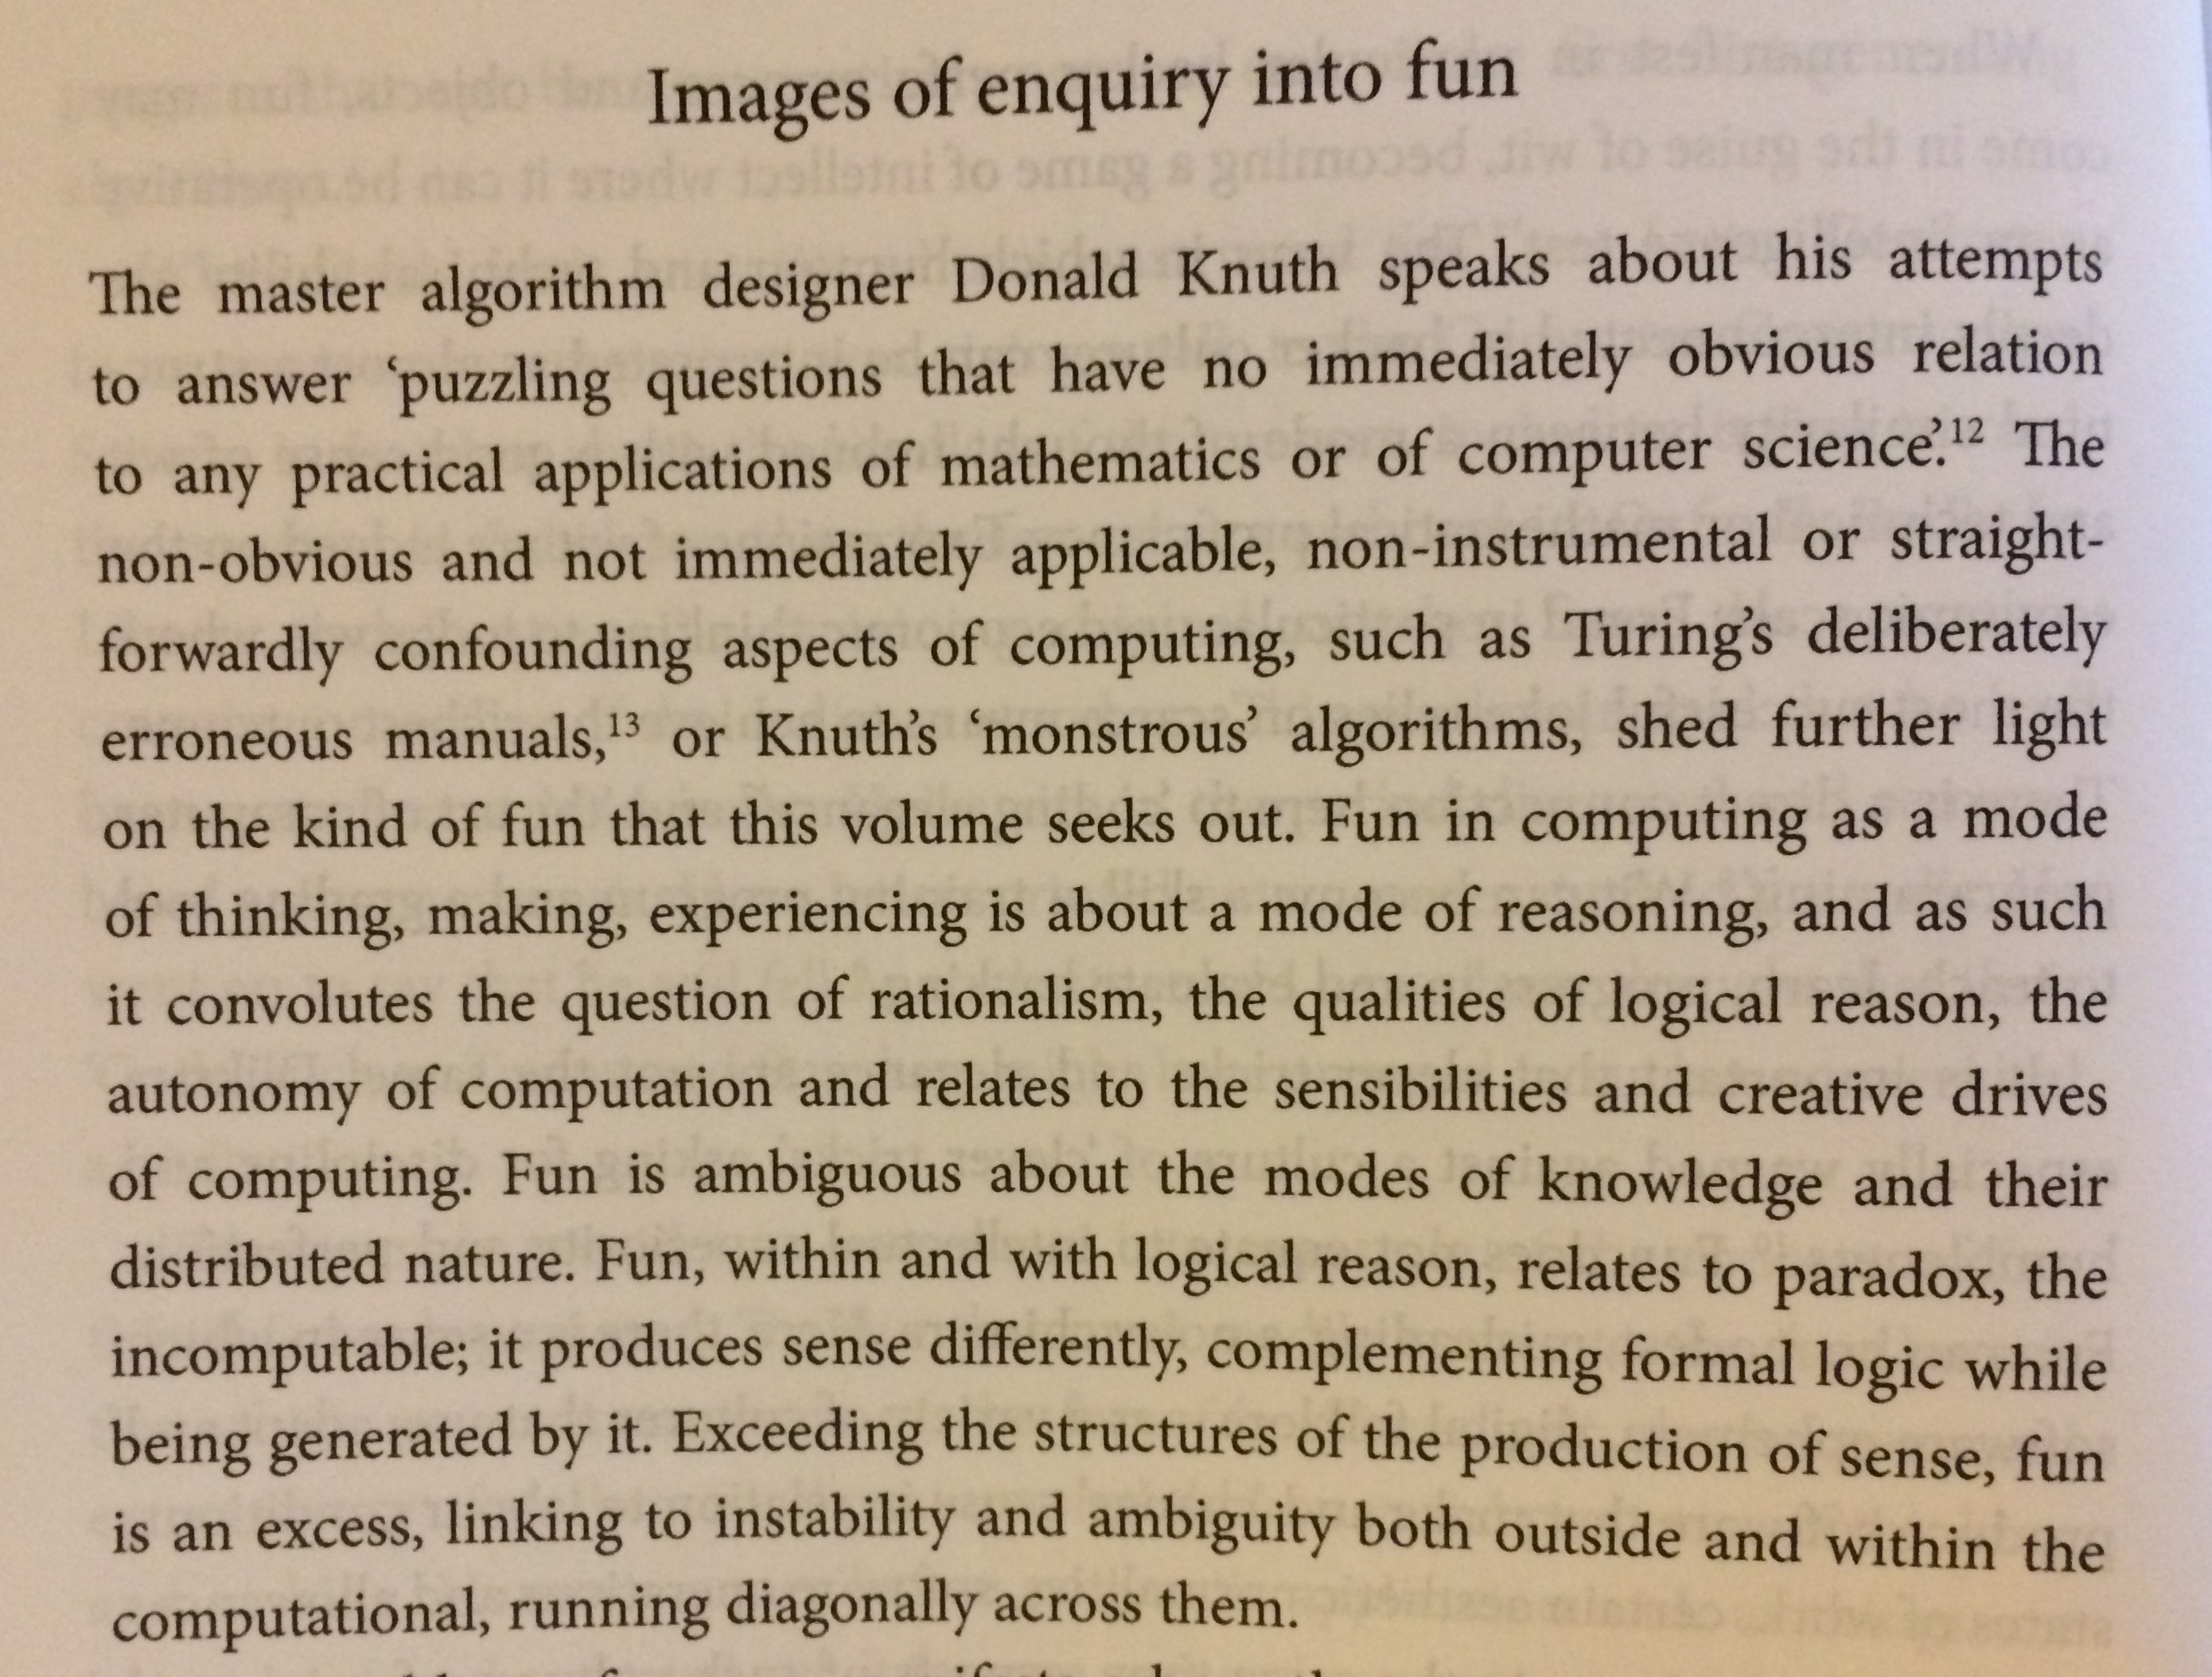 Images of enquiry into fun
The master algorithm designer Donald Knuth speaks about his attempts
to answer ‘puzzling questions that have no immediately obvious relation
to any practical applications of mathematics or of computer science’.12 The
non-obvious and not immediately applicable, non-instrumental or straight-
forwardly confounding aspects of computing, such as Turing’s deliberately
erroneous manuals,13 or Knuth’s ‘monstrous’ algorithms, shed further light
on the kind of fun that this volume seeks out. Fun in computing as a mode
of thinking, making, experiencing is about a mode of reasoning, and as such
it convolutes the question of rationalism, the qualities of logical reason, the
autonomy of computation and relates to the sensibilities and creative drives
of computing. Fun is ambiguous about the modes of knowledge and their
distributed nature. Fun, within and with logical reason, relates to paradox, the
incomputable; it produces sense differently, complementing formal logic while
being generated by it. Exceeding the structures of the production of sense, fun
is an excess, linking to instability and ambiguity both outside and within the
computational, running diagonally across them.